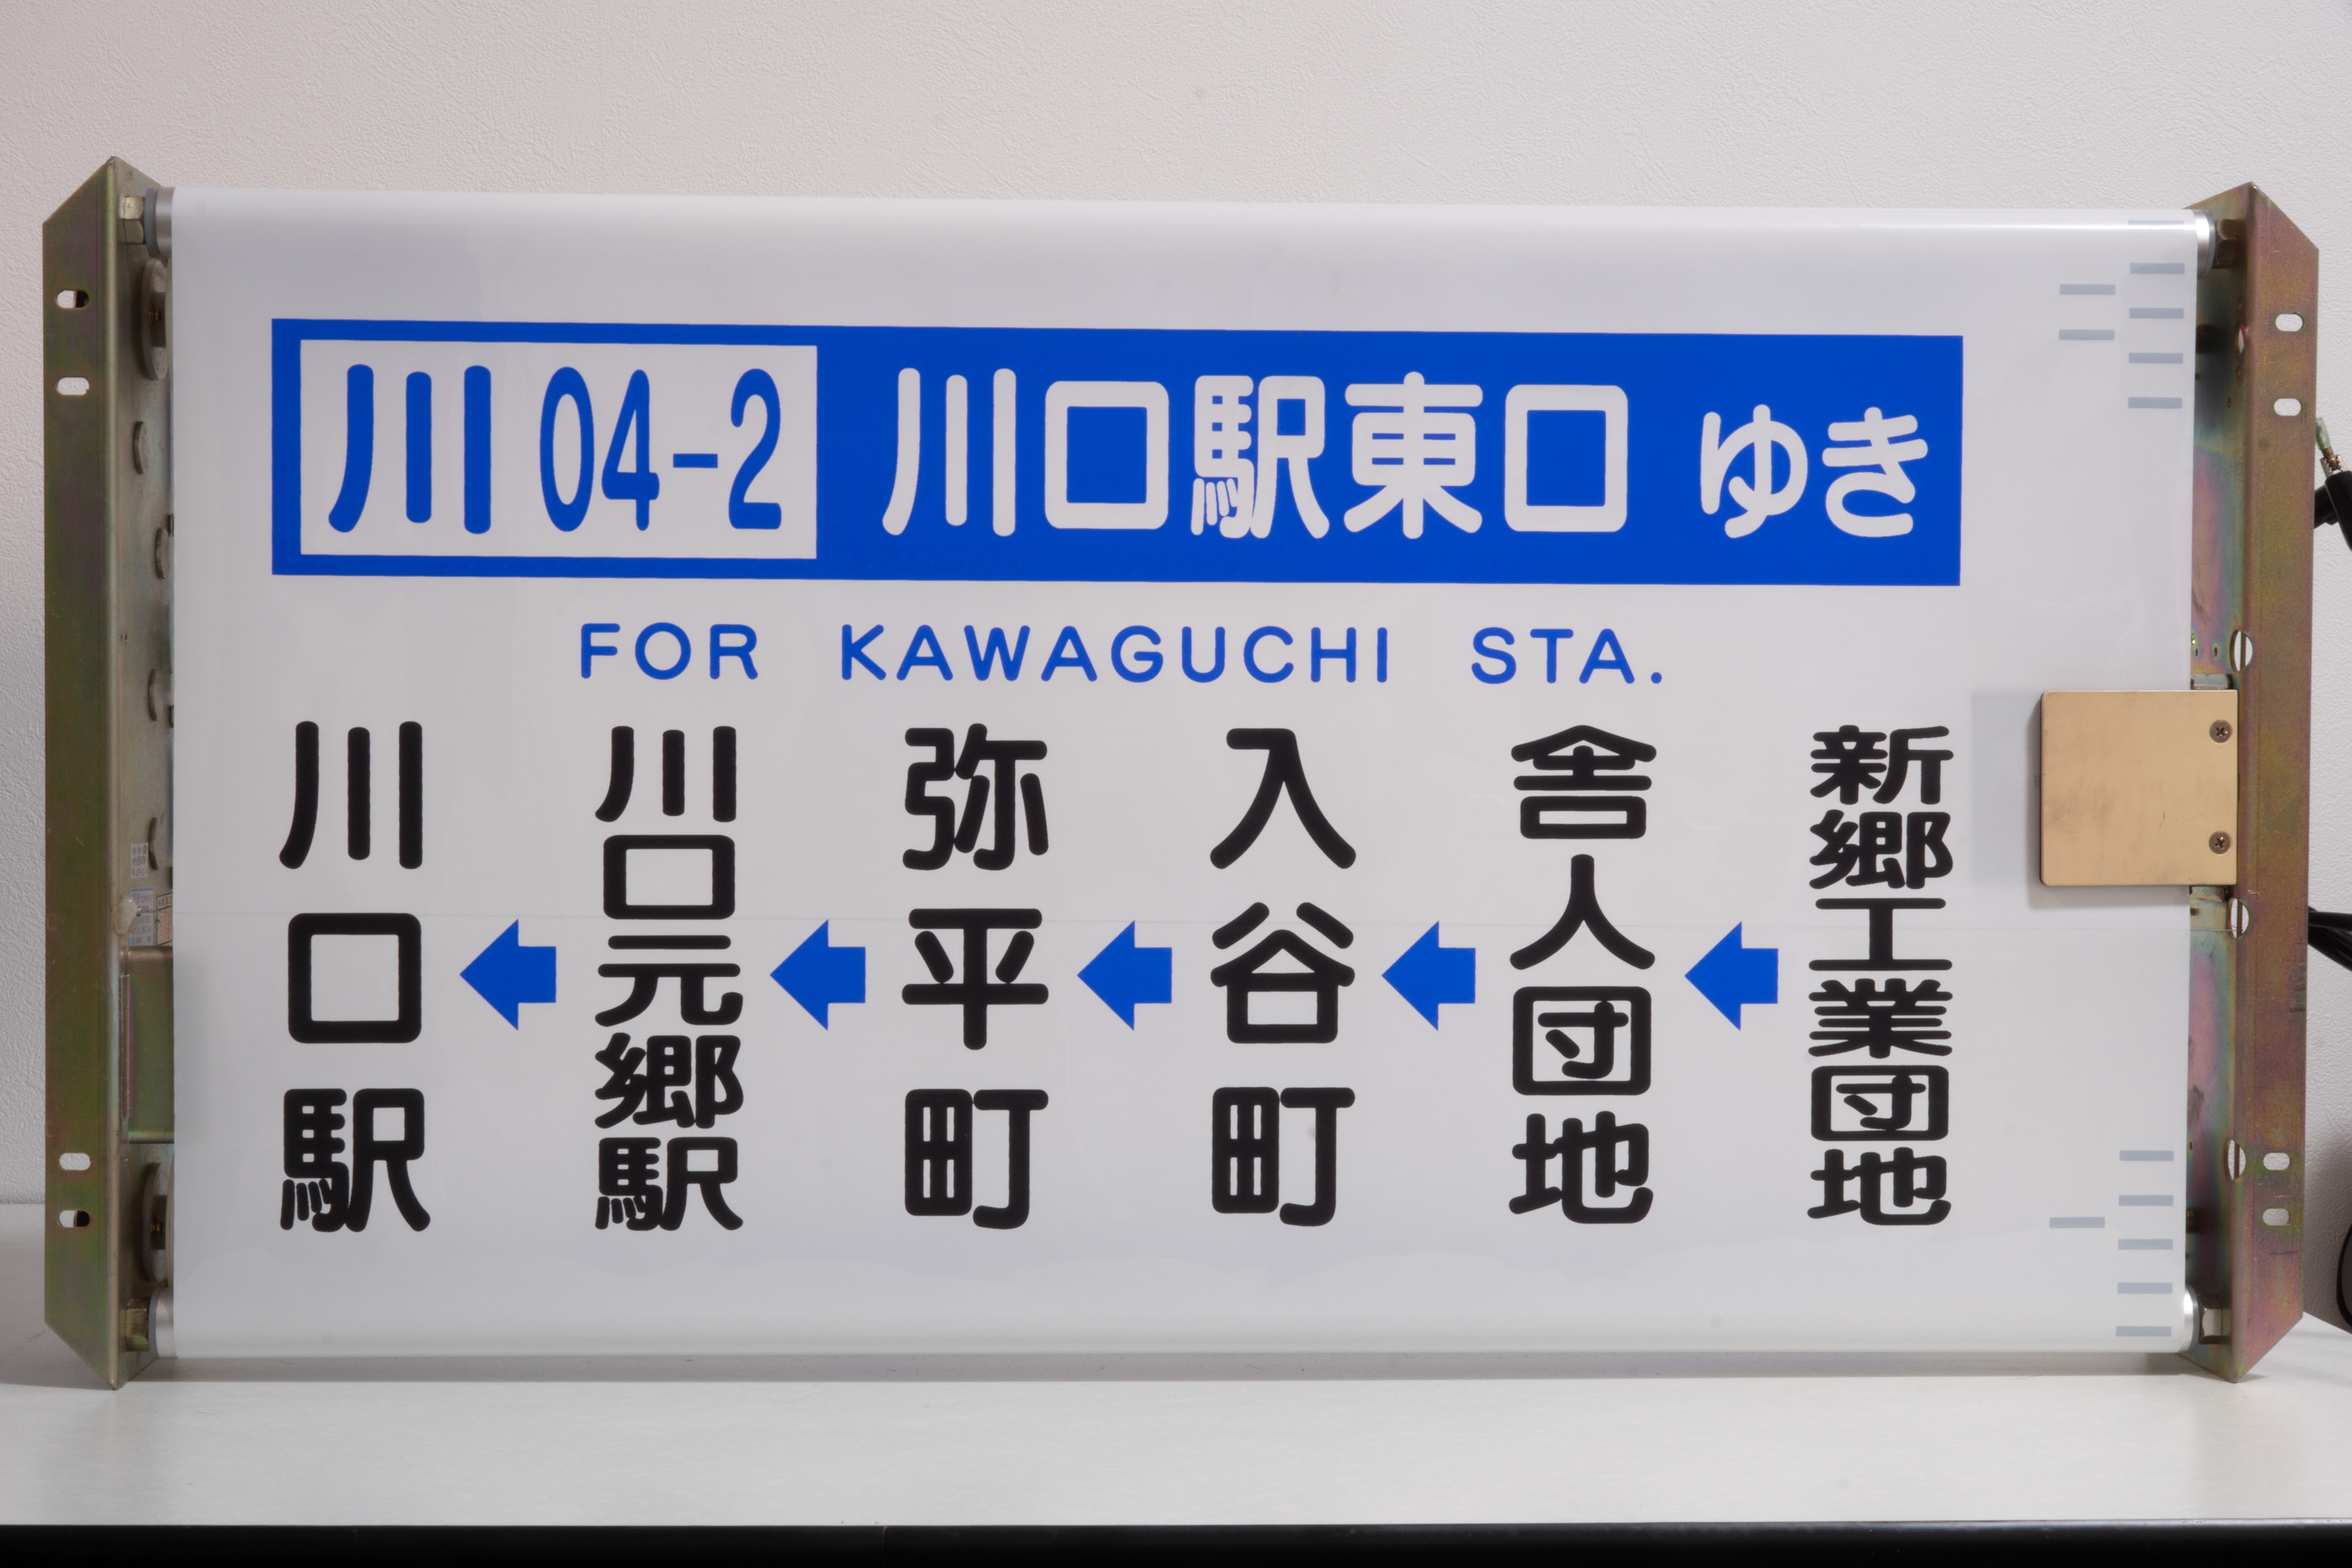 川04-2 川口駅東口 ゆき
FOR KAWAGUCHI STA.
新郷工業団地
舎人団地
入谷町
弥平町
川口元郷駅
川口駅